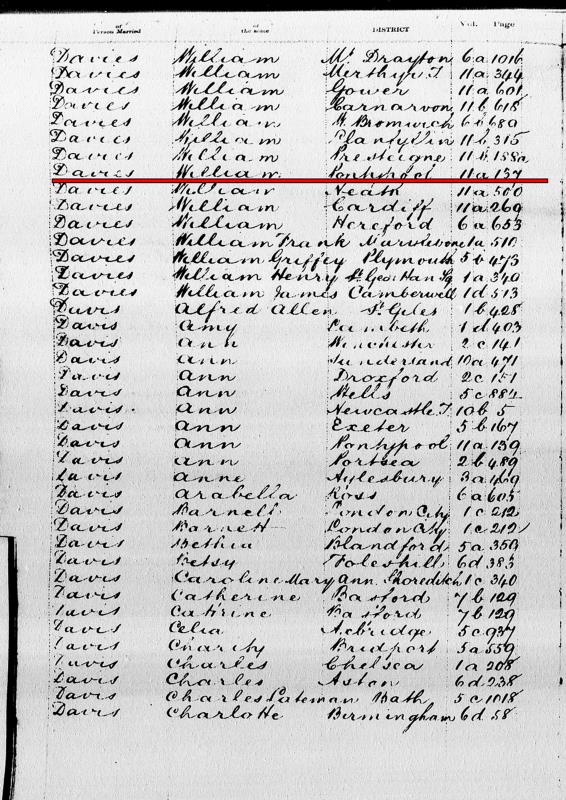 of Person Married of the same DISTRICT Vol. Page
Davies William Mt Drayton 6a 1016
Davies William Merthyr T 11a 344
Davies William Gower 11a 601
Davies William Carnarvon 11b 618
Davies William W. Bromwich 6b 680
Davies William Llanfyllin 11b 315
Davies William Presteigne 11b 158a
Davies William Pontypool 11a 137
Davies William Neath 11a 500
Davies William Cardiff 11a 269
Davies William Hereford 6a 653
Davies William Frank Marylebone 1a 510
Davies William Griffey Plymouth 5b 473
Davies William Henry St Geo Han Sq 1a 340
Davies William James Camberwell 1d 513
Davis Alfred Allen St Giles 1b 428
Davis Amy Lambeth 1d 403
Davis Ann Winchester 2c 141
Davis Ann Sunderland 10a 471
Davis Ann Droxford 2c 151
Davis Ann Wells 5c 884
Davis Ann Newcastle T. 10b 5
Davis Ann Exeter 5b 167
Davis Ann Pontypool 11a 139
Davis Ann Portsea 2b 489
Davis Anne Aylesbury 3a
Davis Arabella Ross 6a 605
Davis Barnett London City 1c 212
Davis Barnett London City 1c 212
Davis Bethia Blandford 5a 359
Davis Betsy Foleshill 6d 383
Davis Caroline Mary Ann Shoreditch 1c 340
Davis Catherine Basford 7b 129
Davis Catrine Basford 7b 129
Davis Celia Axbridge 5c 937
Davis Charity Bridport 5a 559
Davis Charles Chelsea 1a 208
Davis Charles Aston 6d 238
Davis Charles Pateman Bath 5c 1018
Davis Charlotte Birmingham 6d 58